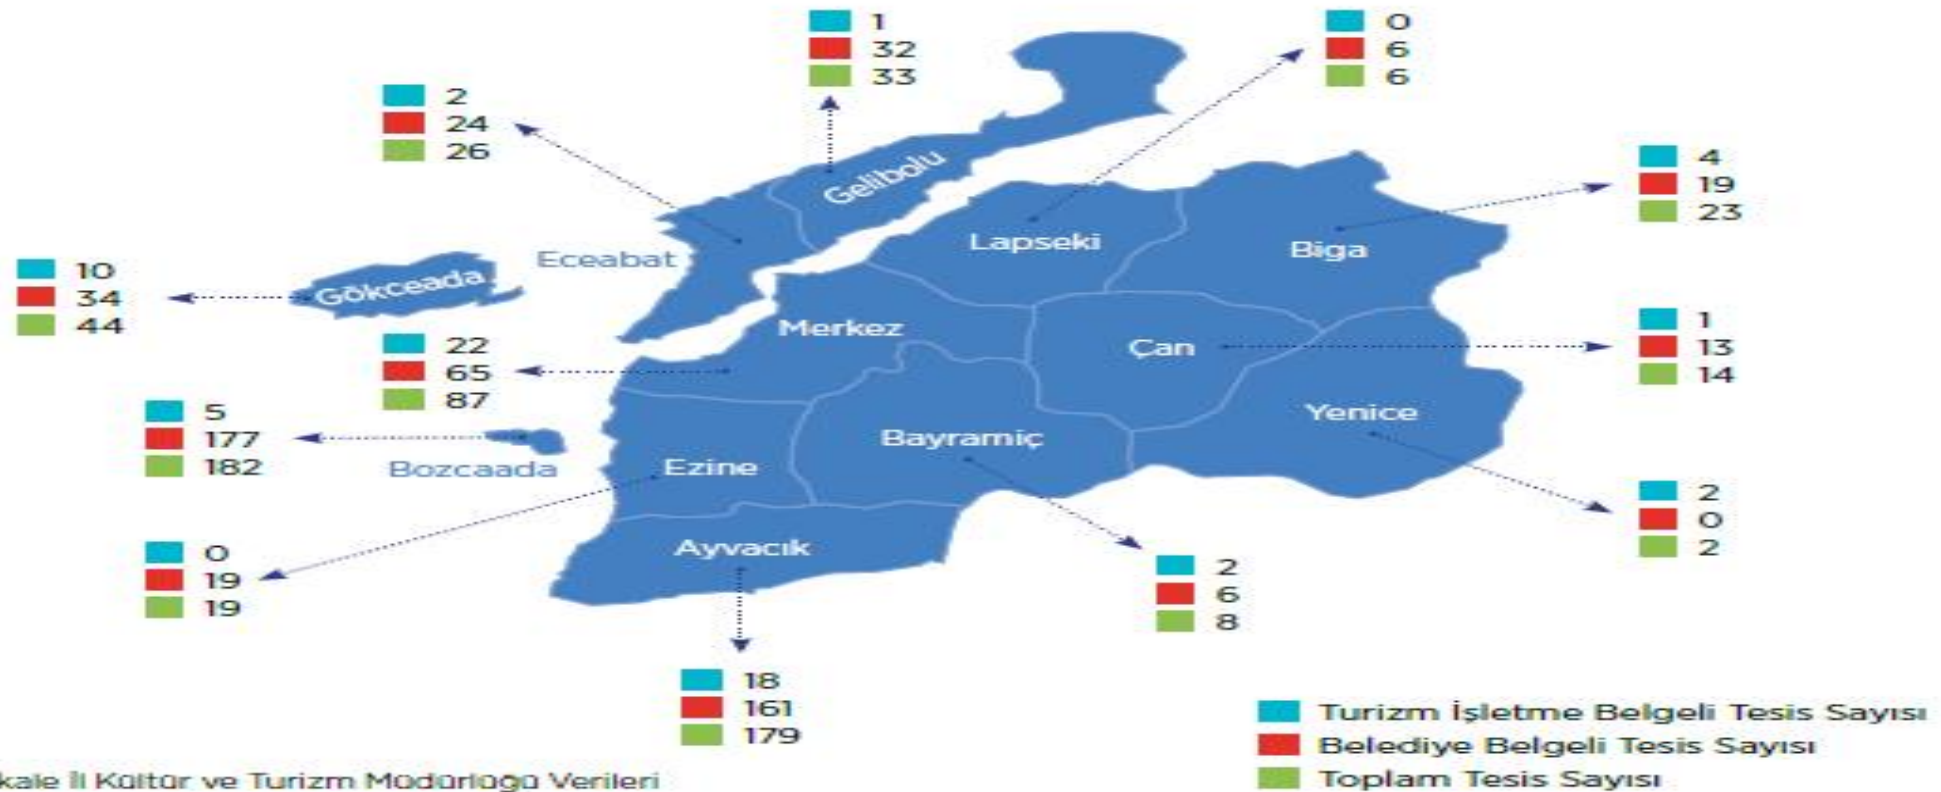 1
32
33
0
6
6
2
24
26
4
19
23
Gelibolu
Lapseki
Biga
Eceabat
10
34
44
Gökceada
Merkez
Çan
1
13
14
22
65
87
5
177
182
Bozcaada
Yenice
Bayramiç
Ezine
2
0
2
0
19
19
Ayvacık
2
6
8
18
161
179
Turizm İşletme Belgeli Tesis Sayısı
Belediye Belgeli Tesis Sayısı
Toplam Tesis Sayısı
kale İl Kültür ve Turizm Müdürlüğü Verileri